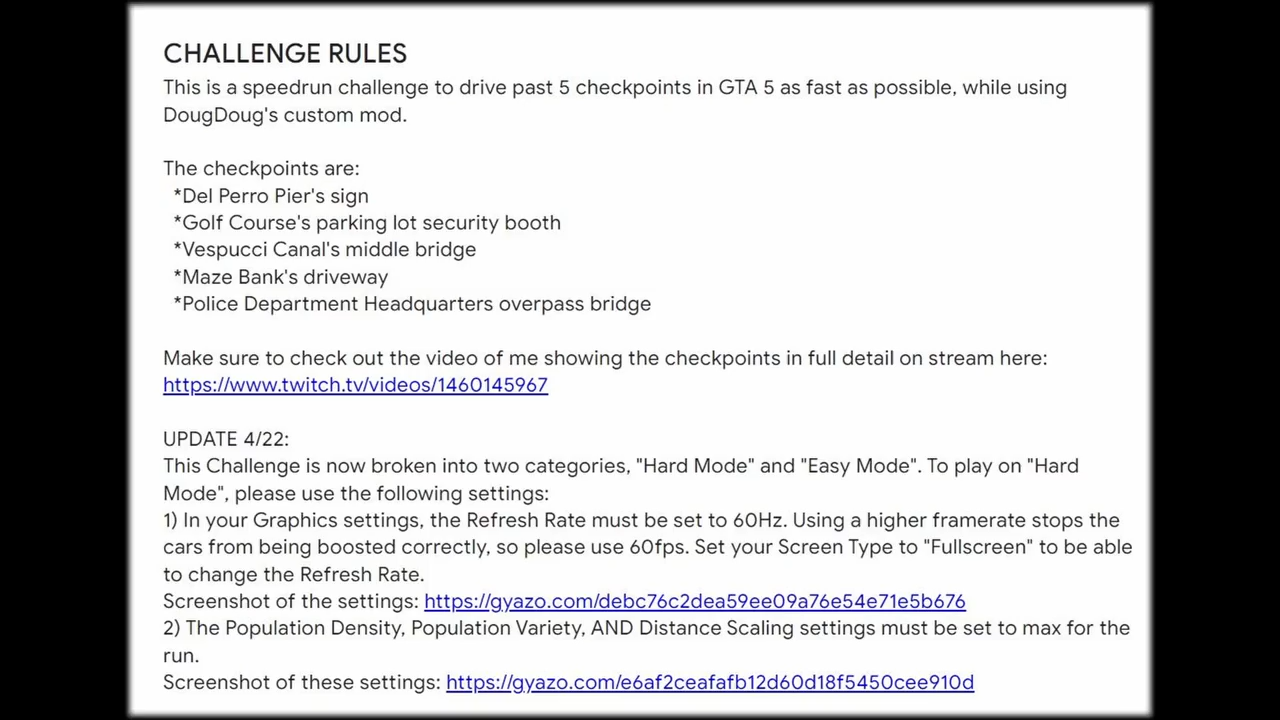 CHALLENGE RULES
This is a speedrun challenge to drive past 5 checkpoints in GTA 5 as fast as possible, while using
DougDoug's custom mod.
The checkpoints are:
*Del Perro Pier's sign
*Golf Course's parking lot security booth
*Vespucci Canal's middle bridge
*Maze Bank's driveway
*Police Department Headquarters overpass bridge
Make sure to check out the video of me showing the checkpoints in full detail on stream here:
https://www.twitch.tv/videos/1460145967
UPDATE 4/22:
This Challenge is now broken into two categories, "Hard Mode" and "Easy Mode". To play on "Hard
Mode", please use the following settings:
1) In your Graphics settings, the Refresh Rate must be set to 60Hz. Using a higher framerate stops the
cars from being boosted correctly, so please use 60fps. Set your Screen Type to "Fullscreen" to be able
to change the Refresh Rate.
Screenshot of the settings: https://gyazo.com/debc76c2dea59ee09a76e54e71e5b676
2) The Population Density, Population Variety, AND Distance Scaling settings must be set to max for the
run.
Screenshot of these settings: https://gyazo.com/e6af2ceafafb12d60d18f5450cee910d